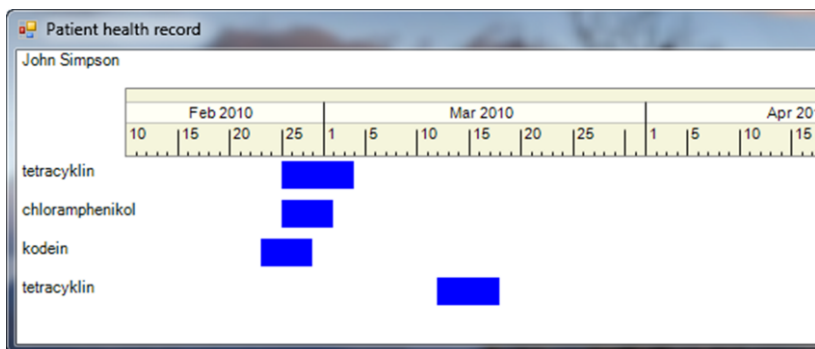 Patient health record
John Simpson
Feb 2010 Mar 2010
10 15 20 25 1 5 10 15 20 25 1 5 10 15
tetracyklin
chloramphenikol
kodein
tetracyklin